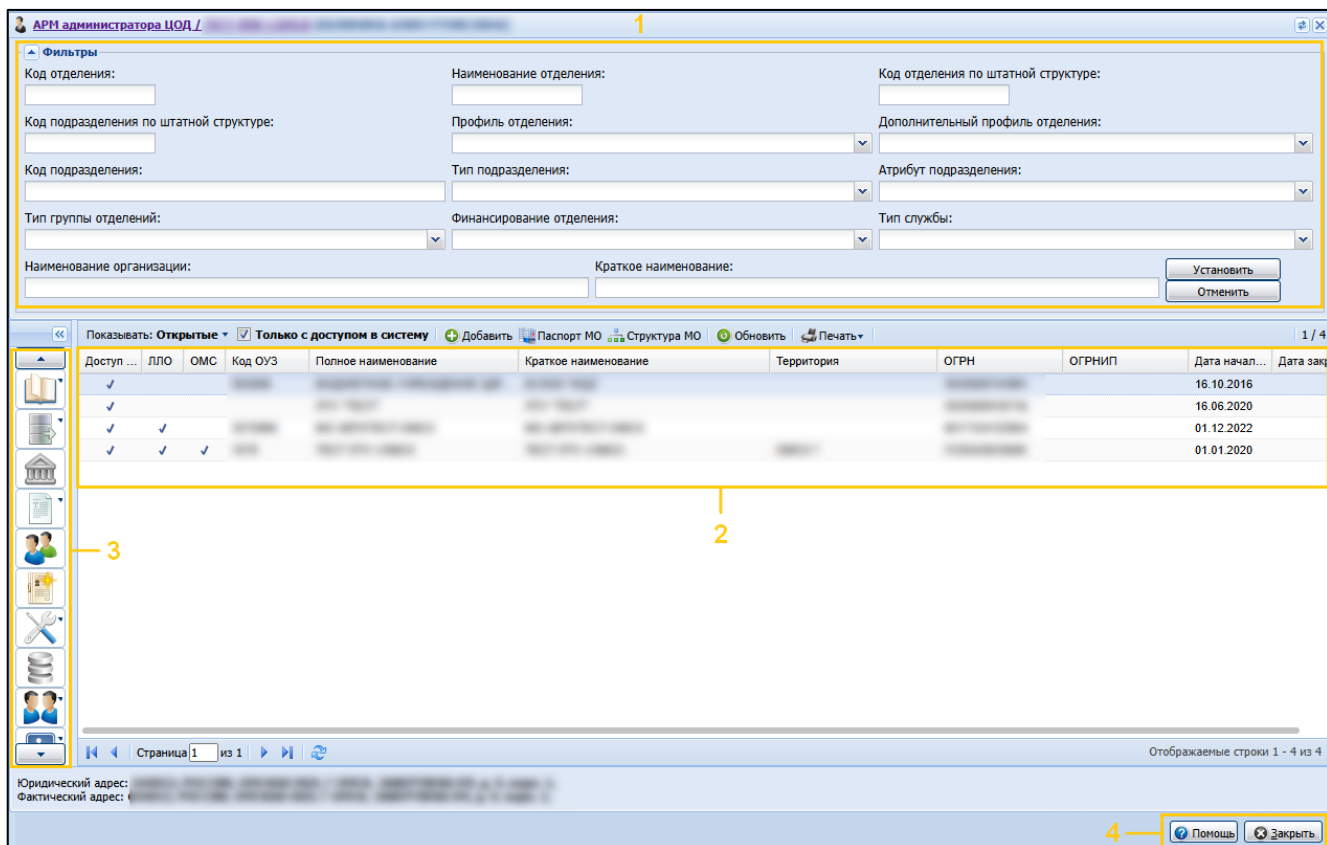 АРМ администратора ЦОД /
1
Фильтры
Код отделения: Наименование отделения: Код отделения по штатной структуре:
Код подразделения по штатной структуре: Профиль отделения: Дополнительный профиль отделения:
Код подразделения: Тип подразделения: Атрибут подразделения:
Тип группы отделений: Финансирование отделения: Тип службы:
Наименование организации: Краткое наименование: Установить
Отменить
Показывать: Открытые Только с доступом в систему Добавить Паспорт МО Структура МО Обновить Печать 1 / 4
Доступ ... ЛЛО ОМС Код ОУЗ Полное наименование Краткое наименование Территория ОГРН ОГРНИП Дата начал... Дата закр
16.10.2016
16.06.2020
01.12.2022
01.01.2020
2
3
Страница 1 из 1 Отображаемые строки 1 - 4 из 4
Юридический адрес:
Фактический адрес:
4 Помощь Закрыть